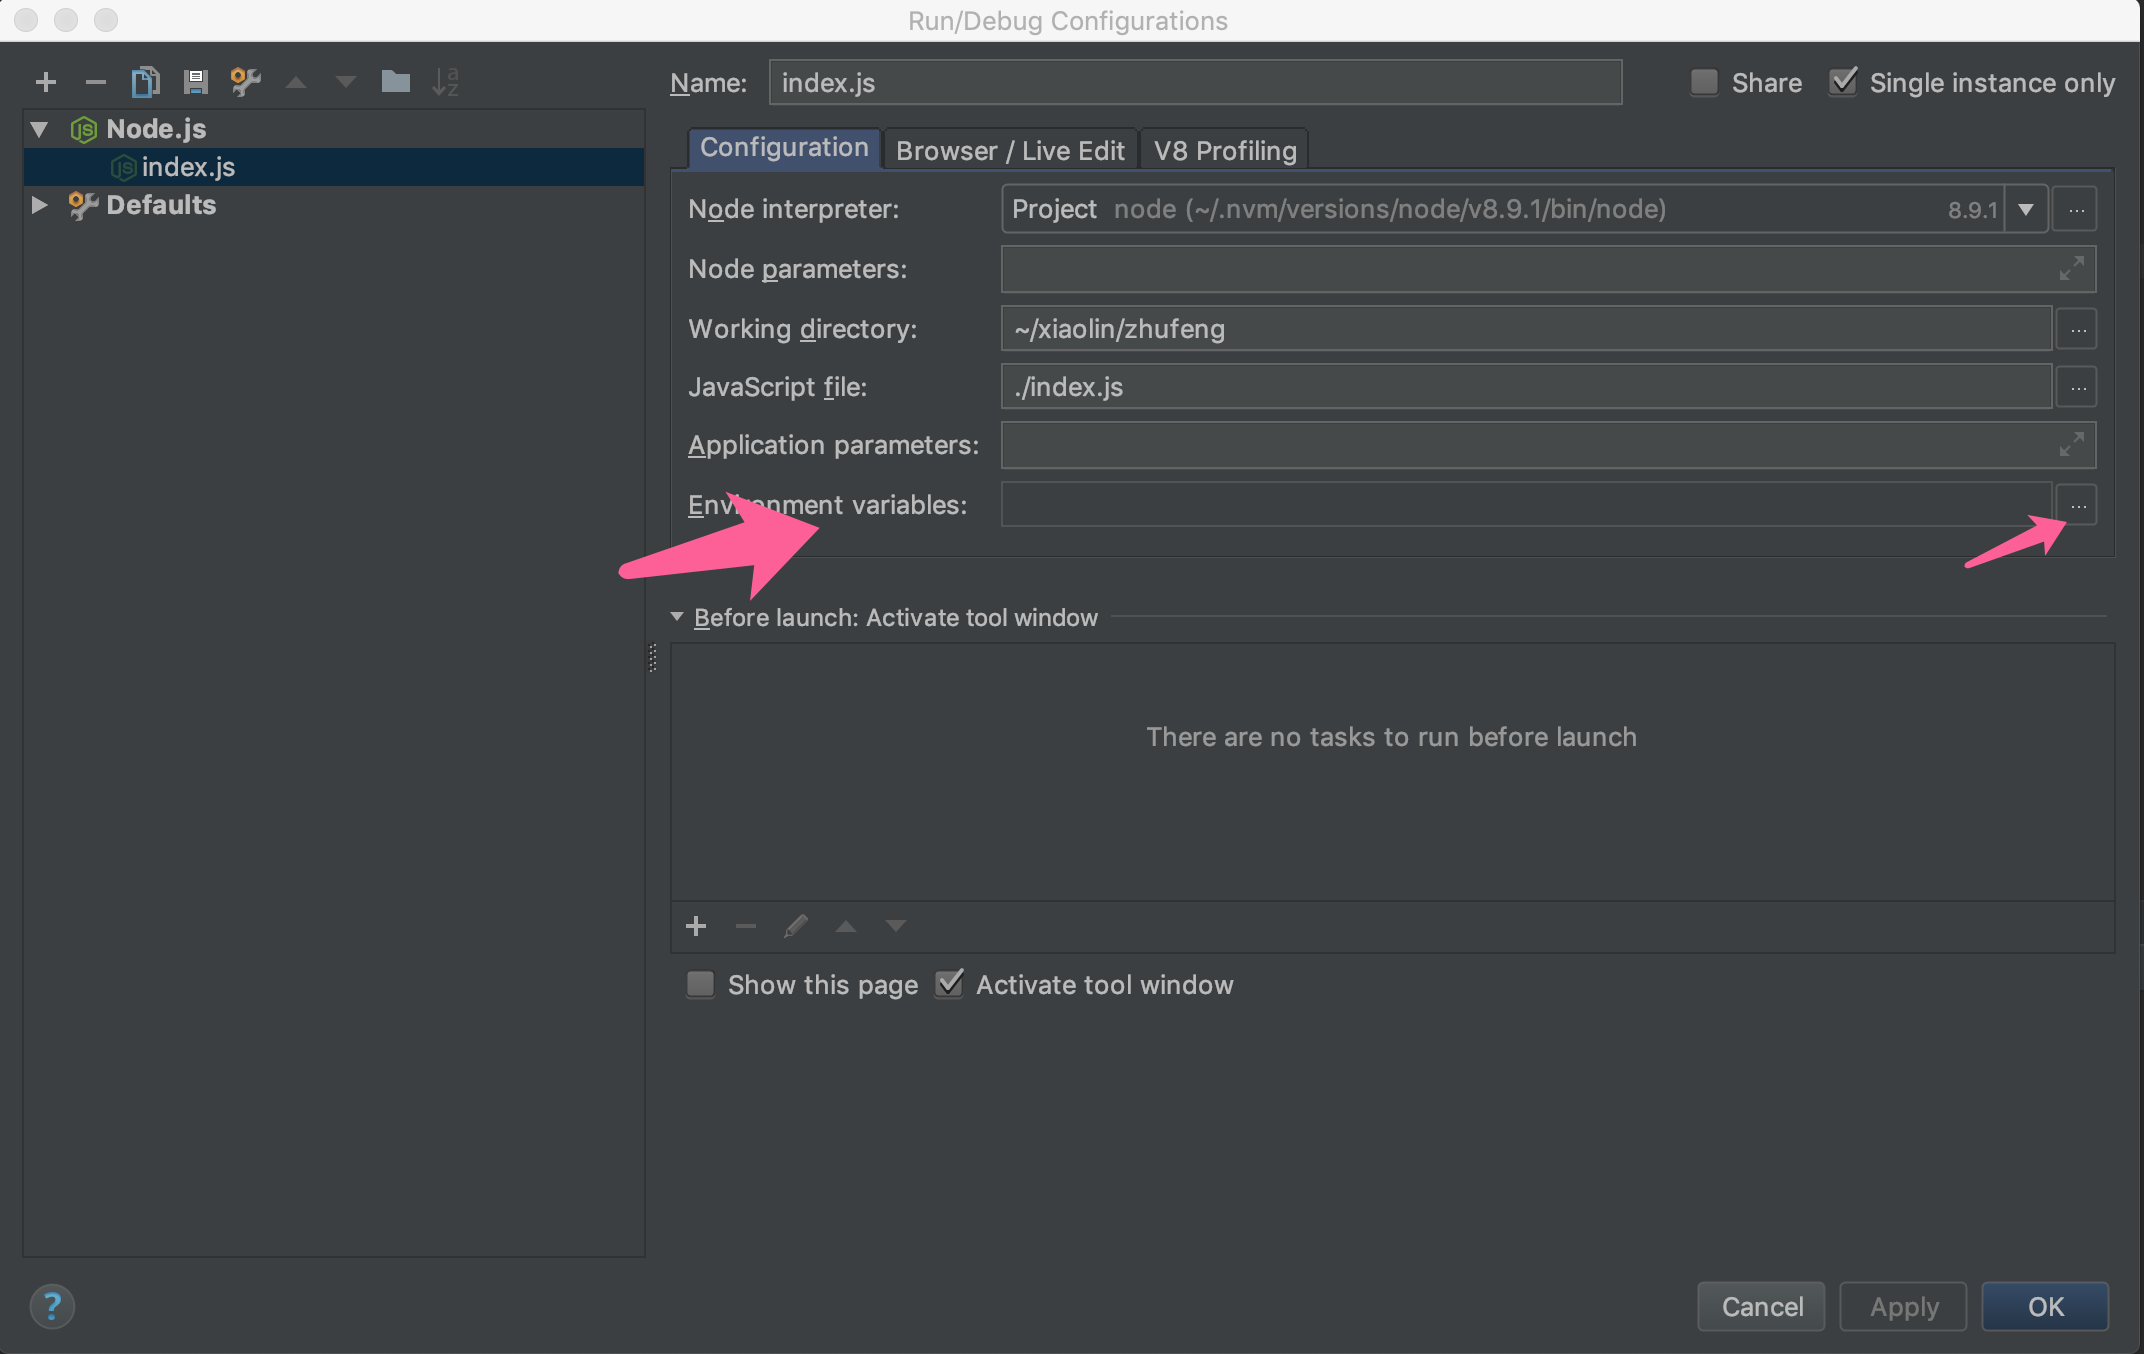 Run/Debug Configurations
Name: index.js Share Single instance only
Node.js
index.js
Defaults
Configuration Browser / Live Edit V8 Profiling
Node interpreter: Project node (~/.nvm/versions/node/v8.9.1/bin/node) 8.9.1 ...
Node parameters:
Working directory: ~/xiaolin/zhufeng ...
JavaScript file: ./index.js ...
Application parameters:
Environment variables: ...
Before launch: Activate tool window
There are no tasks to run before launch
Show this page Activate tool window
? Cancel Apply OK